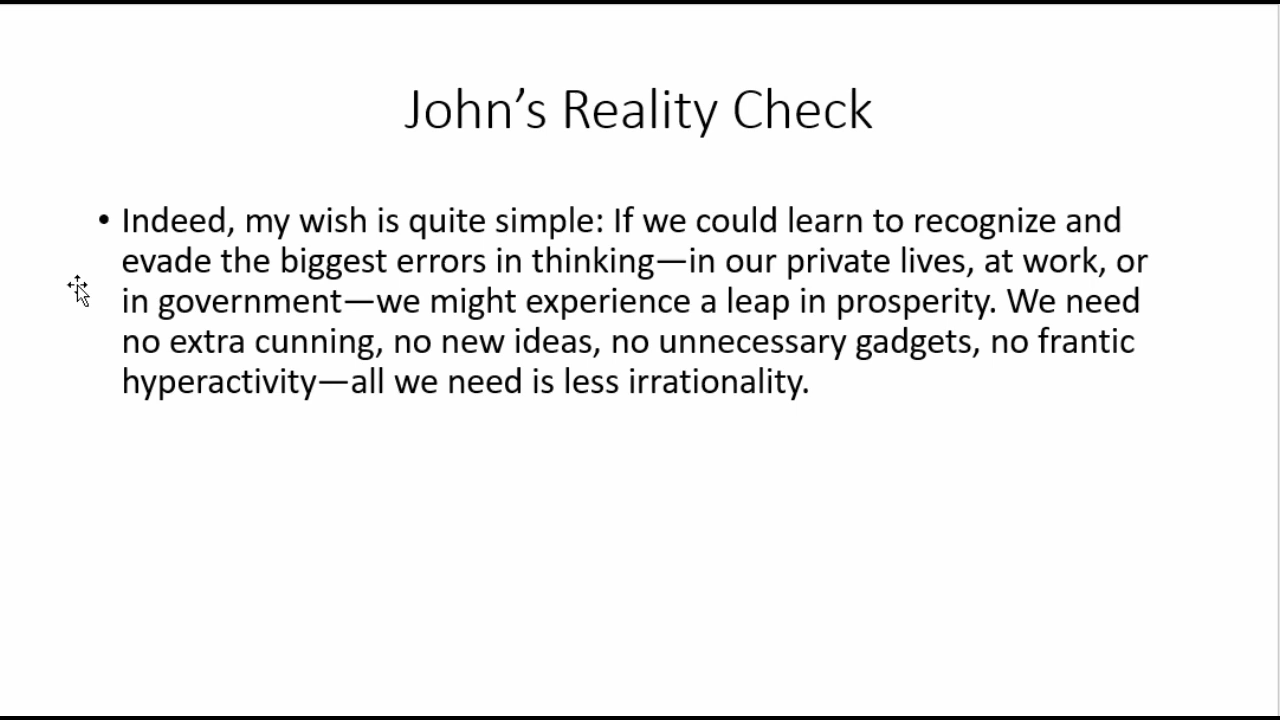 John’s Reality Check
• Indeed, my wish is quite simple: If we could learn to recognize and
evade the biggest errors in thinking—in our private lives, at work, or
in government—we might experience a leap in prosperity. We need
no extra cunning, no new ideas, no unnecessary gadgets, no frantic
hyperactivity—all we need is less irrationality.